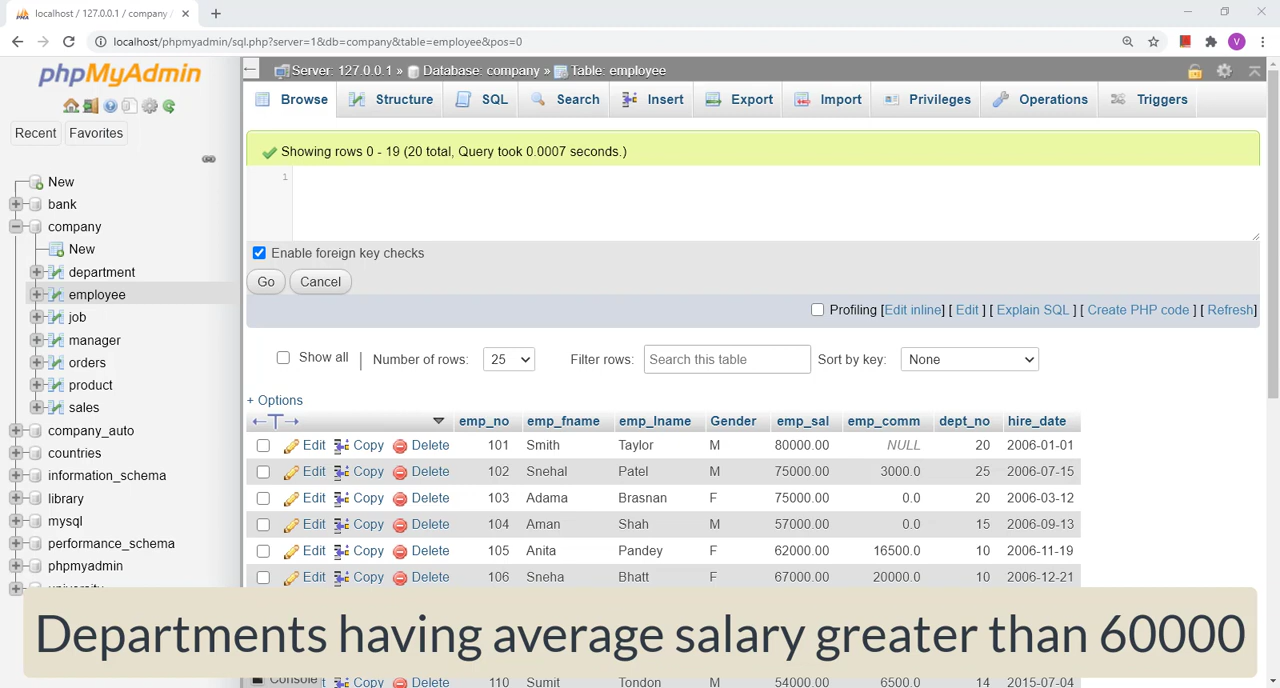 localhost / 127.0.0.1 / company /
localhost/phpmyadmin/sql.php?server=1&db=company&table=employee&pos=0
V
phpMyAdmin
Recent Favorites
New
bank
company
New
department
employee
job
manager
orders
product
sales
company_auto
countries
information_schema
library
mysql
performance_schema
phpmyadmin
Server: 127.0.0.1 » Database: company » Table: employee
Browse Structure SQL Search Insert Export Import Privileges Operations Triggers
Showing rows 0 - 19 (20 total, Query took 0.0007 seconds.)
1
Enable foreign key checks
Go Cancel
Profiling [Edit inline] [ Edit ] [ Explain SQL ] [ Create PHP code ] [ Refresh]
Show all Number of rows: 25 Filter rows: Search this table Sort by key: None
+ Options
←T→ emp_no emp_fname emp_lname Gender emp_sal emp_comm dept_no hire_date
Edit Copy Delete 101 Smith Taylor M 80000.00 NULL 20 2006-01-01
Edit Copy Delete 102 Snehal Patel M 75000.00 3000.0 25 2006-07-15
Edit Copy Delete 103 Adama Brasnan F 75000.00 0.0 20 2006-03-12
Edit Copy Delete 104 Aman Shah M 57000.00 0.0 15 2006-09-13
Edit Copy Delete 105 Anita Pandey F 62000.00 16500.0 10 2006-11-19
Edit Copy Delete 106 Sneha Bhatt F 67000.00 20000.0 10 2006-12-21
Departments having average salary greater than 60000
Console Edit Copy Delete 110 Sumit Tondon M 54000.00 6500.0 14 2015-07-04